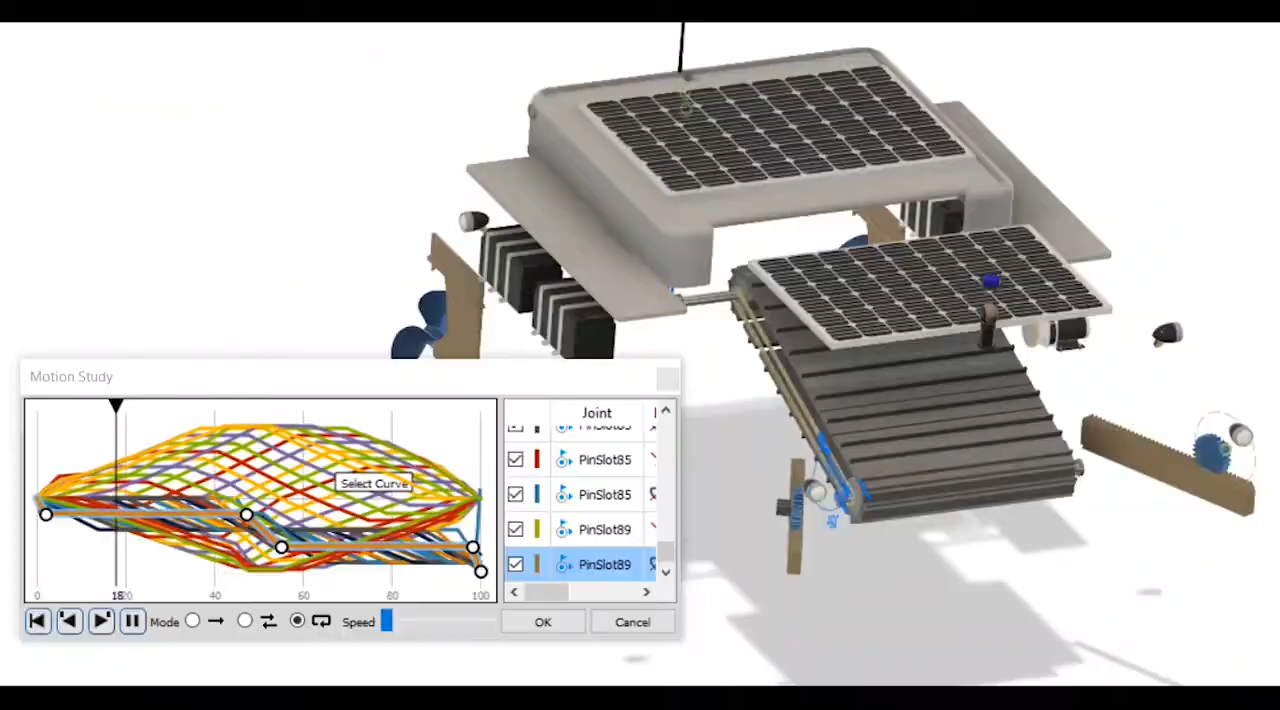 Motion Study
Joint
PinSlot85
PinSlot85
PinSlot89
PinSlot89
Select Curve
0 18 20 40 60 80 100
Mode
Speed
OK
Cancel